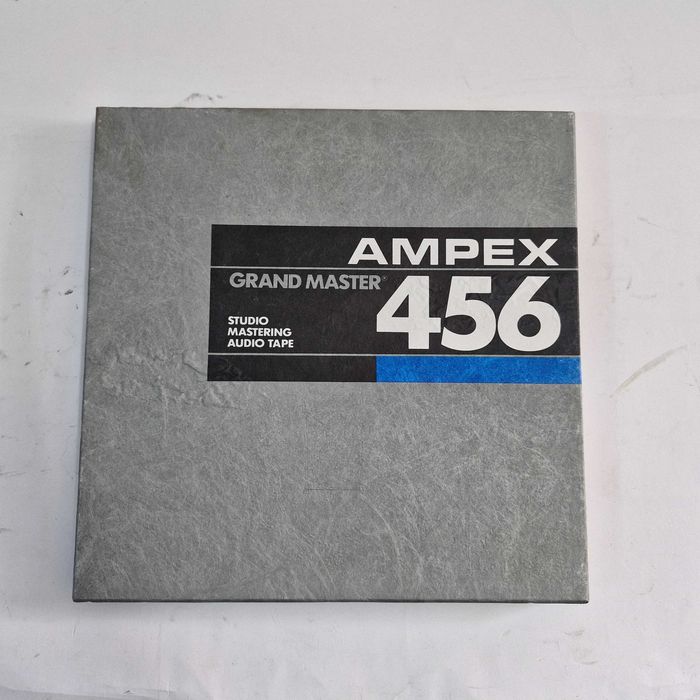 AMPEX
GRAND MASTER®
456
STUDIO
MASTERING
AUDIO TAPE